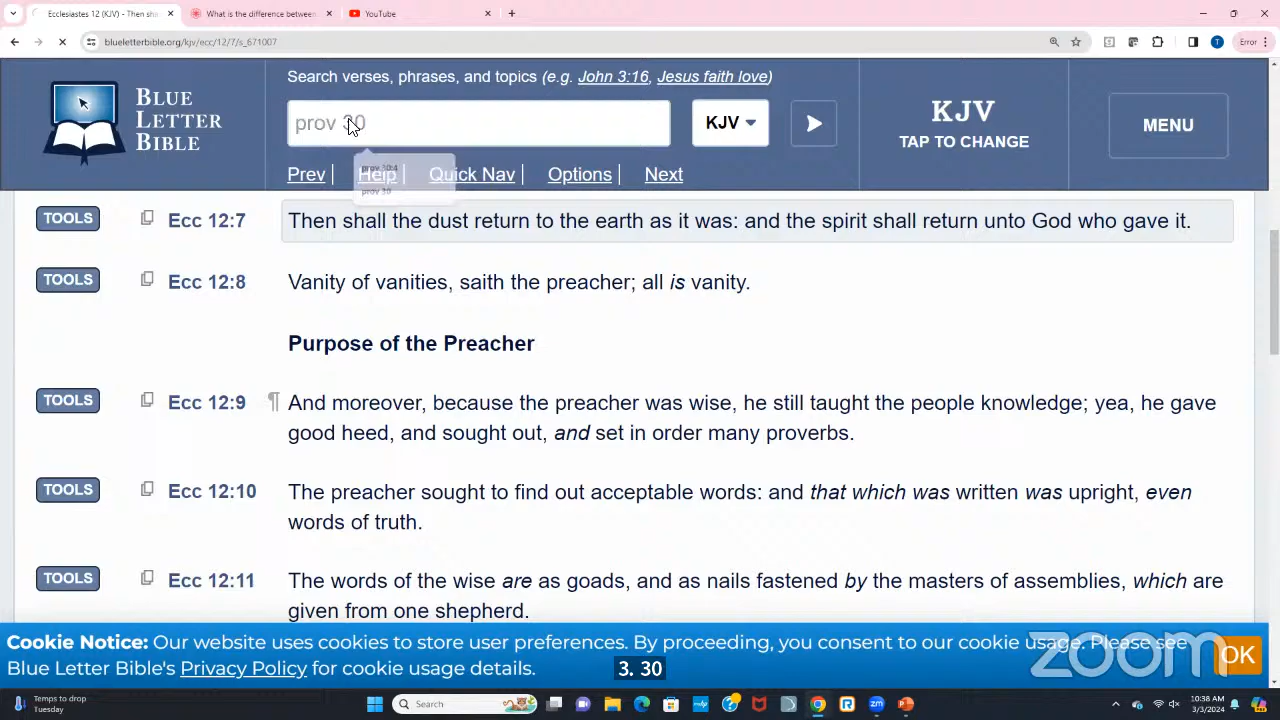 Ecclesiastes 12 (KJV) - Then sha
What is the difference between
YouTube
blueletterbible.org/kjv/ecc/12/7/s_671007
T
Error
BLUE
LETTER
BIBLE
Search verses, phrases, and topics (e.g. John 3:16, Jesus faith love)
prov 30
KJV
KJV
TAP TO CHANGE
MENU
prov 30:4
prov 30
Prev | Help | Quick Nav | Options | Next
TOOLS Ecc 12:7 Then shall the dust return to the earth as it was: and the spirit shall return unto God who gave it.
TOOLS Ecc 12:8 Vanity of vanities, saith the preacher; all is vanity.
Purpose of the Preacher
TOOLS Ecc 12:9 ¶ And moreover, because the preacher was wise, he still taught the people knowledge; yea, he gave
good heed, and sought out, and set in order many proverbs.
TOOLS Ecc 12:10 The preacher sought to find out acceptable words: and that which was written was upright, even
words of truth.
TOOLS Ecc 12:11 The words of the wise are as goads, and as nails fastened by the masters of assemblies, which are
given from one shepherd.
Cookie Notice: Our website uses cookies to store user preferences. By proceeding, you consent to our cookie usage. Please see
Blue Letter Bible's Privacy Policy for cookie usage details.
OK
3. 30
zoom
Temps to drop
Tuesday
Search
10:38 AM
3/3/2024